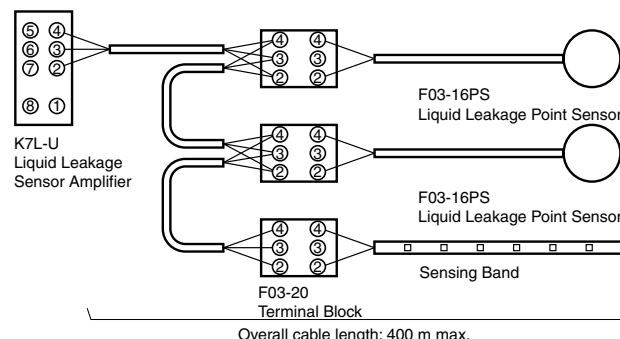 ⑤ ④ ④ ④
⑥ ③ ③ ③
⑦ ② ② ②
F03-16PS
Liquid Leakage Point Sensor
⑧ ①
K7L-U
Liquid Leakage
Sensor Amplifier
④ ④
③ ③
② ②
F03-16PS
Liquid Leakage Point Sensor
④ ④
③ ③
② ②
Sensing Band
F03-20
Terminal Block
Overall cable length: 400 m max.